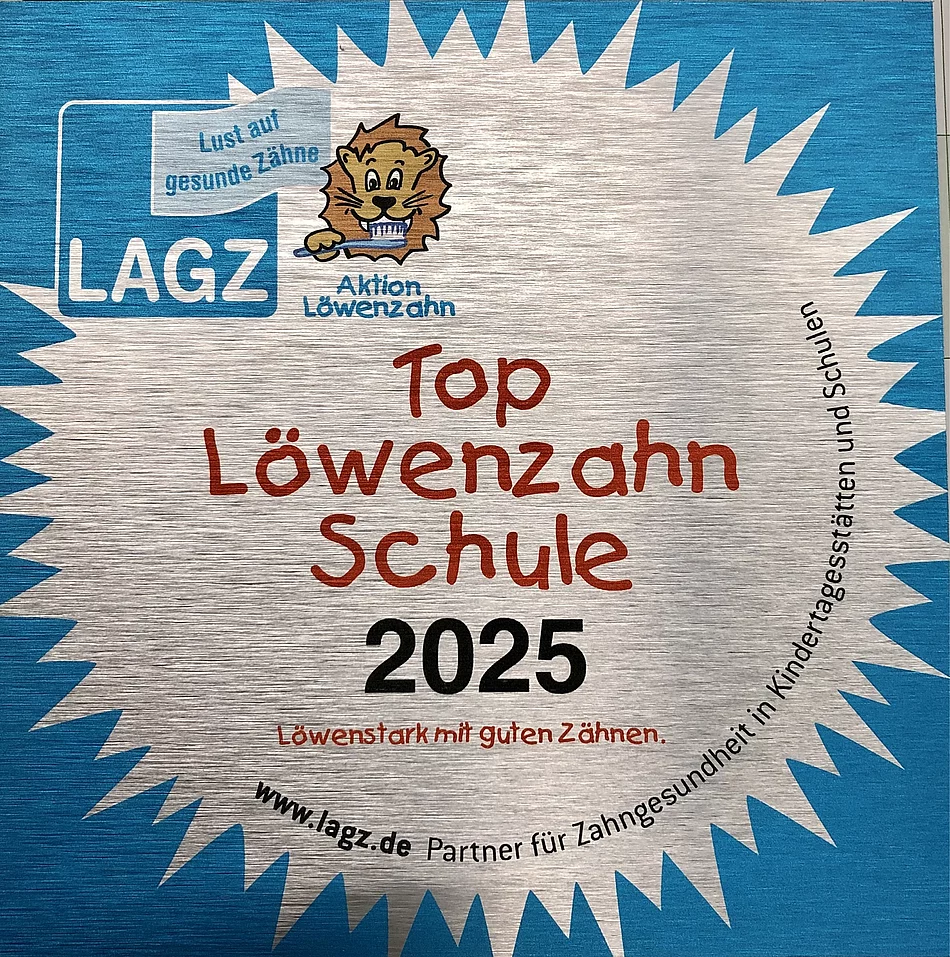 Lust auf
gesunde Zähne
LAGZ
Aktion
Löwenzahn
Top
Löwenzahn
Schule
2025
Löwenstark mit guten Zähnen.
www.lagz.de Partner für Zahngesundheit in Kindertagesstätten und Schulen